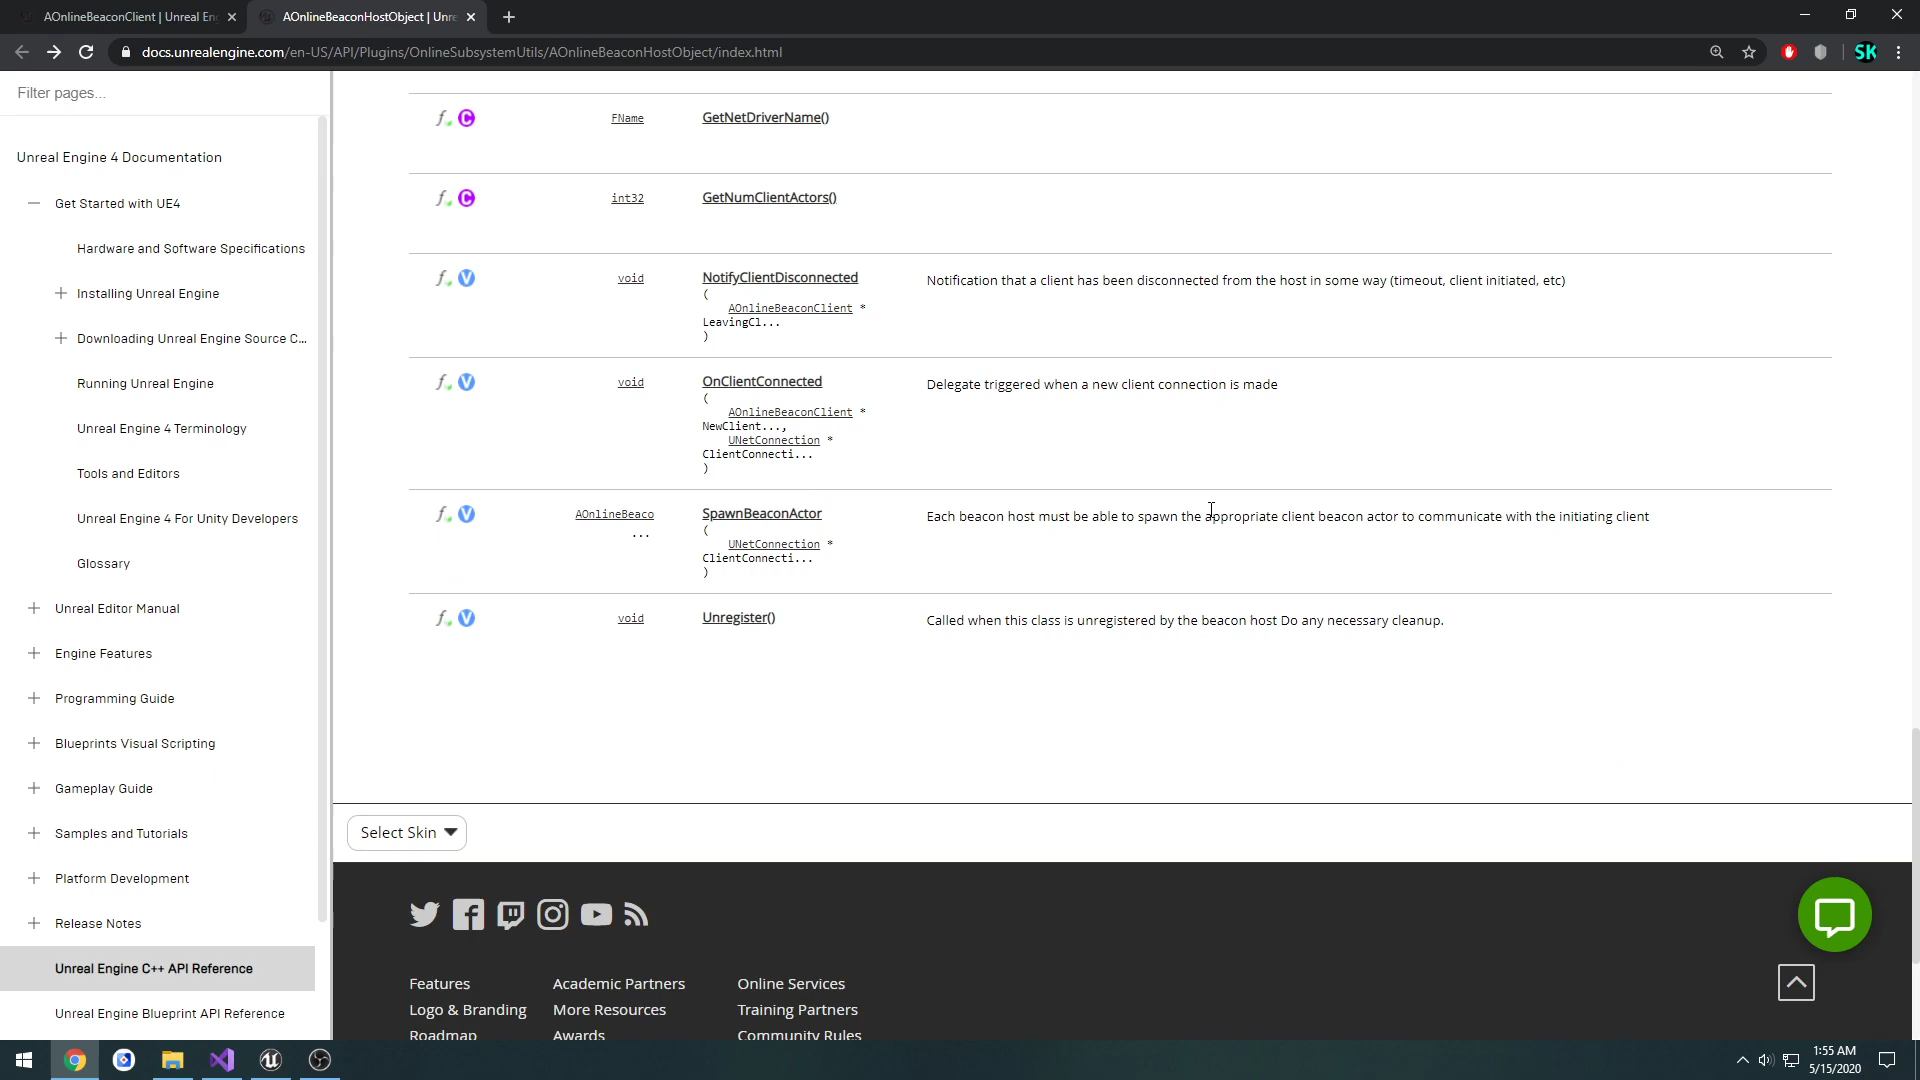 AOnlineBeaconClient | Unreal En
AOnlineBeaconHostObject | Unre
docs.unrealengine.com/en-US/API/Plugins/OnlineSubsystemUtils/AOnlineBeaconHostObject/index.html
SK
Filter pages...
Unreal Engine 4 Documentation
Get Started with UE4
Hardware and Software Specifications
Installing Unreal Engine
Downloading Unreal Engine Source C...
Running Unreal Engine
Unreal Engine 4 Terminology
Tools and Editors
Unreal Engine 4 For Unity Developers
Glossary
Unreal Editor Manual
Engine Features
Programming Guide
Blueprints Visual Scripting
Gameplay Guide
Samples and Tutorials
Platform Development
Release Notes
Unreal Engine C++ API Reference
Unreal Engine Blueprint API Reference
f C FName GetNetDriverName()
f C int32 GetNumClientActors()
f V void NotifyClientDisconnected Notification that a client has been disconnected from the host in some way (timeout, client initiated, etc)
(
AOnlineBeaconClient *
LeavingCl...
)
f V void OnClientConnected Delegate triggered when a new client connection is made
(
AOnlineBeaconClient *
NewClient...,
UNetConnection *
ClientConnecti...
)
f V AOnlineBeaco SpawnBeaconActor Each beacon host must be able to spawn the appropriate client beacon actor to communicate with the initiating client
... (
UNetConnection *
ClientConnecti...
)
f V void Unregister() Called when this class is unregistered by the beacon host Do any necessary cleanup.
Select Skin
Features Academic Partners Online Services
Logo & Branding More Resources Training Partners
Roadmap Awards Community Rules
1:55 AM
5/15/2020